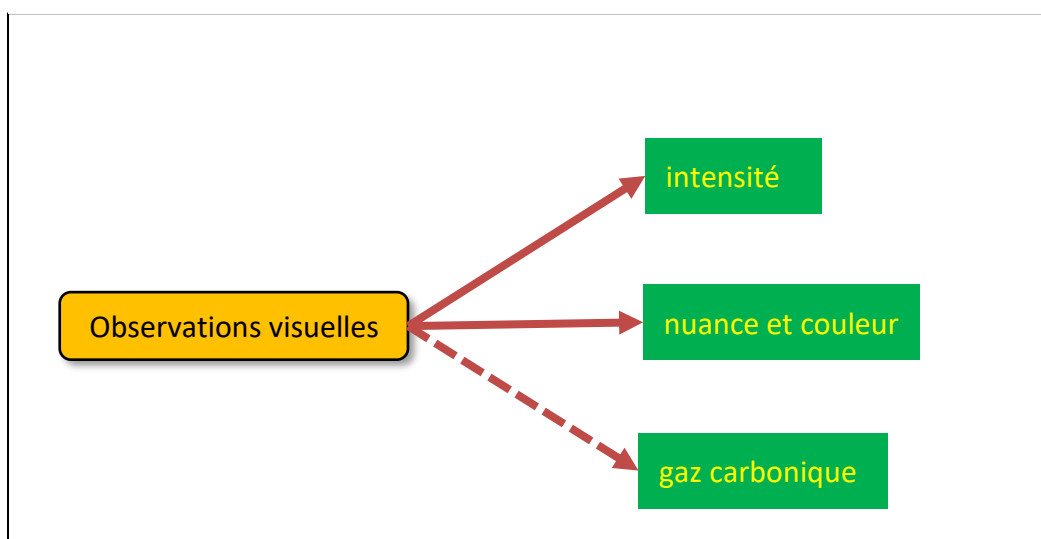 intensité
Observations visuelles
nuance et couleur
gaz carbonique